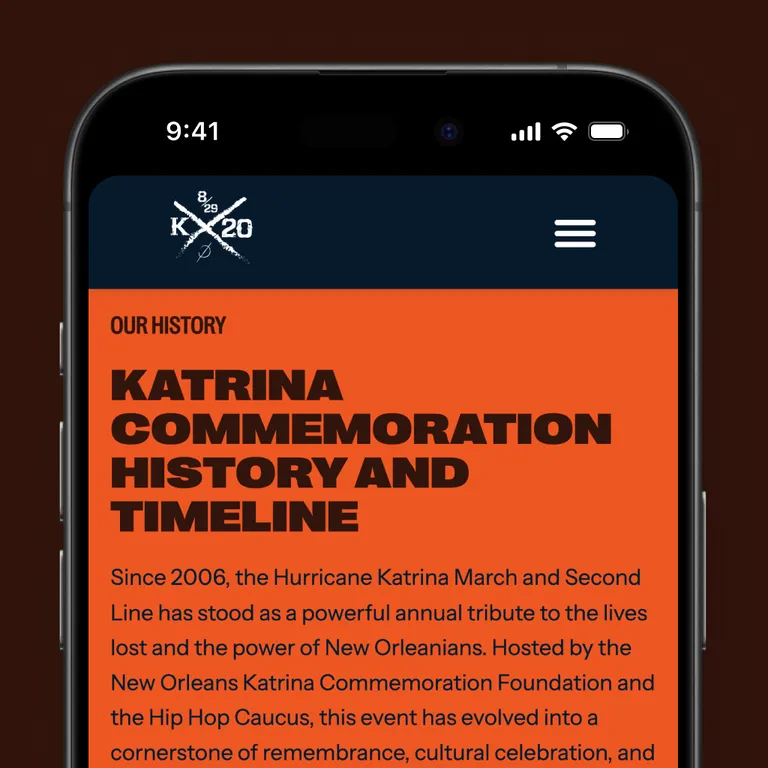 9:41
8
29
K 20
OUR HISTORY
KATRINA
COMMEMORATION
HISTORY AND
TIMELINE
Since 2006, the Hurricane Katrina March and Second
Line has stood as a powerful annual tribute to the lives
lost and the power of New Orleanians. Hosted by the
New Orleans Katrina Commemoration Foundation and
the Hip Hop Caucus, this event has evolved into a
cornerstone of remembrance, cultural celebration, and